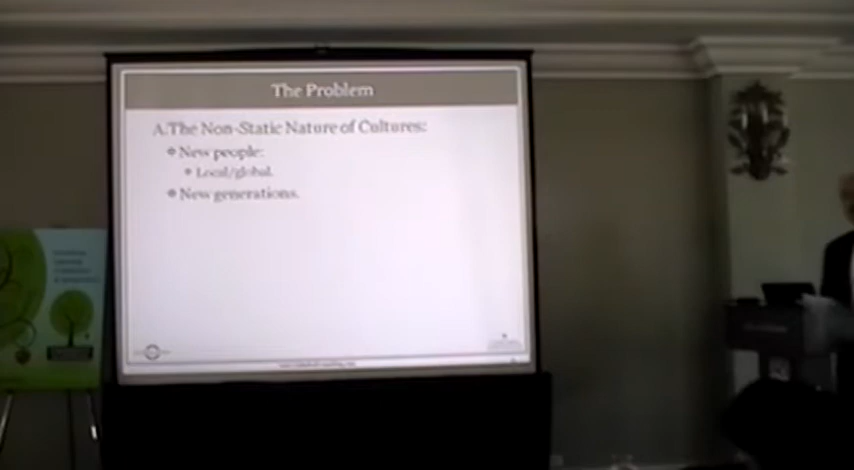 The Problem
A. The Non-Static Nature of Cultures:
New people:
Local/global.
New generations.